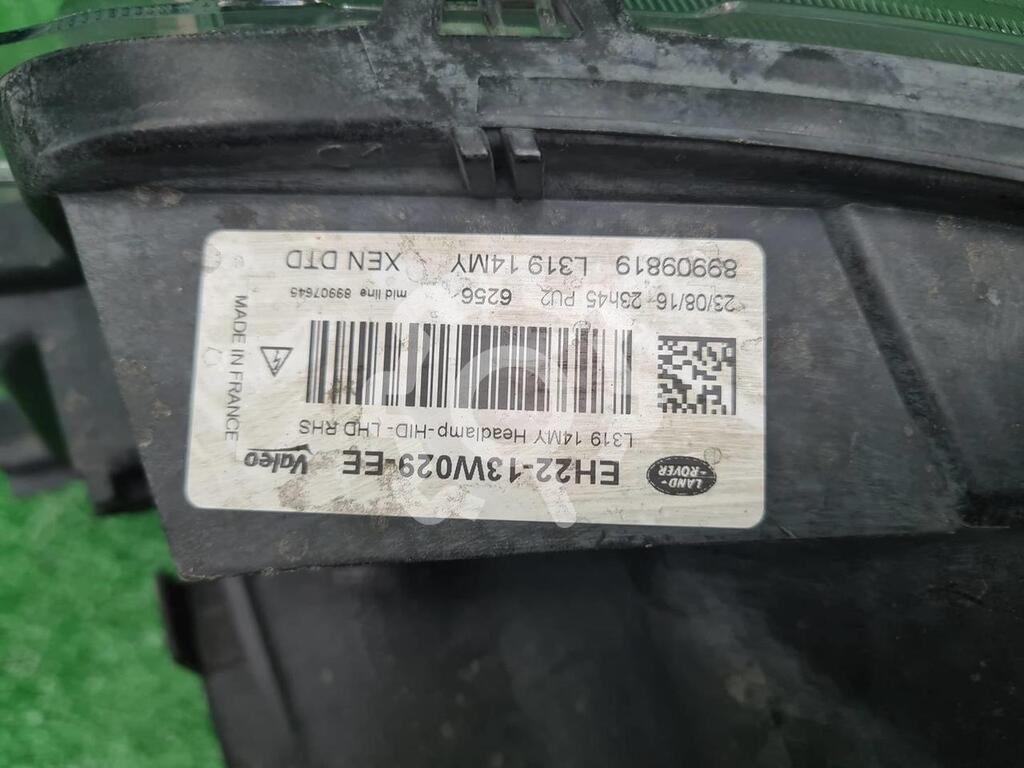 LAND-
-ROVER
EH22-13W029-EE
Valeo
L319 14MY Headlamp-HID- LHD RHS
MADE IN FRANCE
23/08/16 23h45 PU2 6256 mid line 89907645
89909819 L319 14MY XEN DTD